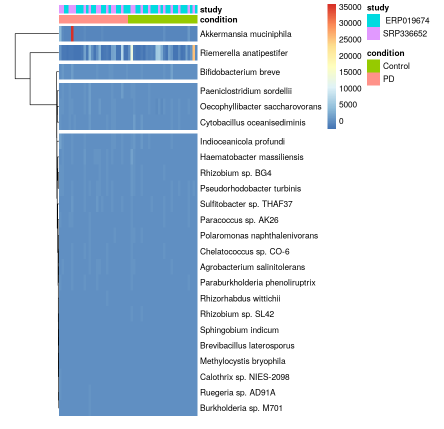 study
condition
Akkermansia muciniphila
Riemerella anatipestifer
Bifidobacterium breve
Paeniclostridium sordellii
Oecophyllibacter saccharovorans
Cytobacillus oceanisediminis
Indioceanicola profundi
Haematobacter massiliensis
Rhizobium sp. BG4
Pseudorhodobacter turbinis
Sulfitobacter sp. THAF37
Paracoccus sp. AK26
Polaromonas naphthalenivorans
Chelatococcus sp. CO-6
Agrobacterium salinitolerans
Paraburkholderia phenoliruptrix
Rhizorhabdus wittichii
Rhizobium sp. SL42
Sphingobium indicum
Brevibacillus laterosporus
Methylocystis bryophila
Calothrix sp. NIES-2098
Ruegeria sp. AD91A
Burkholderia sp. M701
35000
30000
25000
20000
15000
10000
5000
0
study
ERP019674
SRP336652
condition
Control
PD